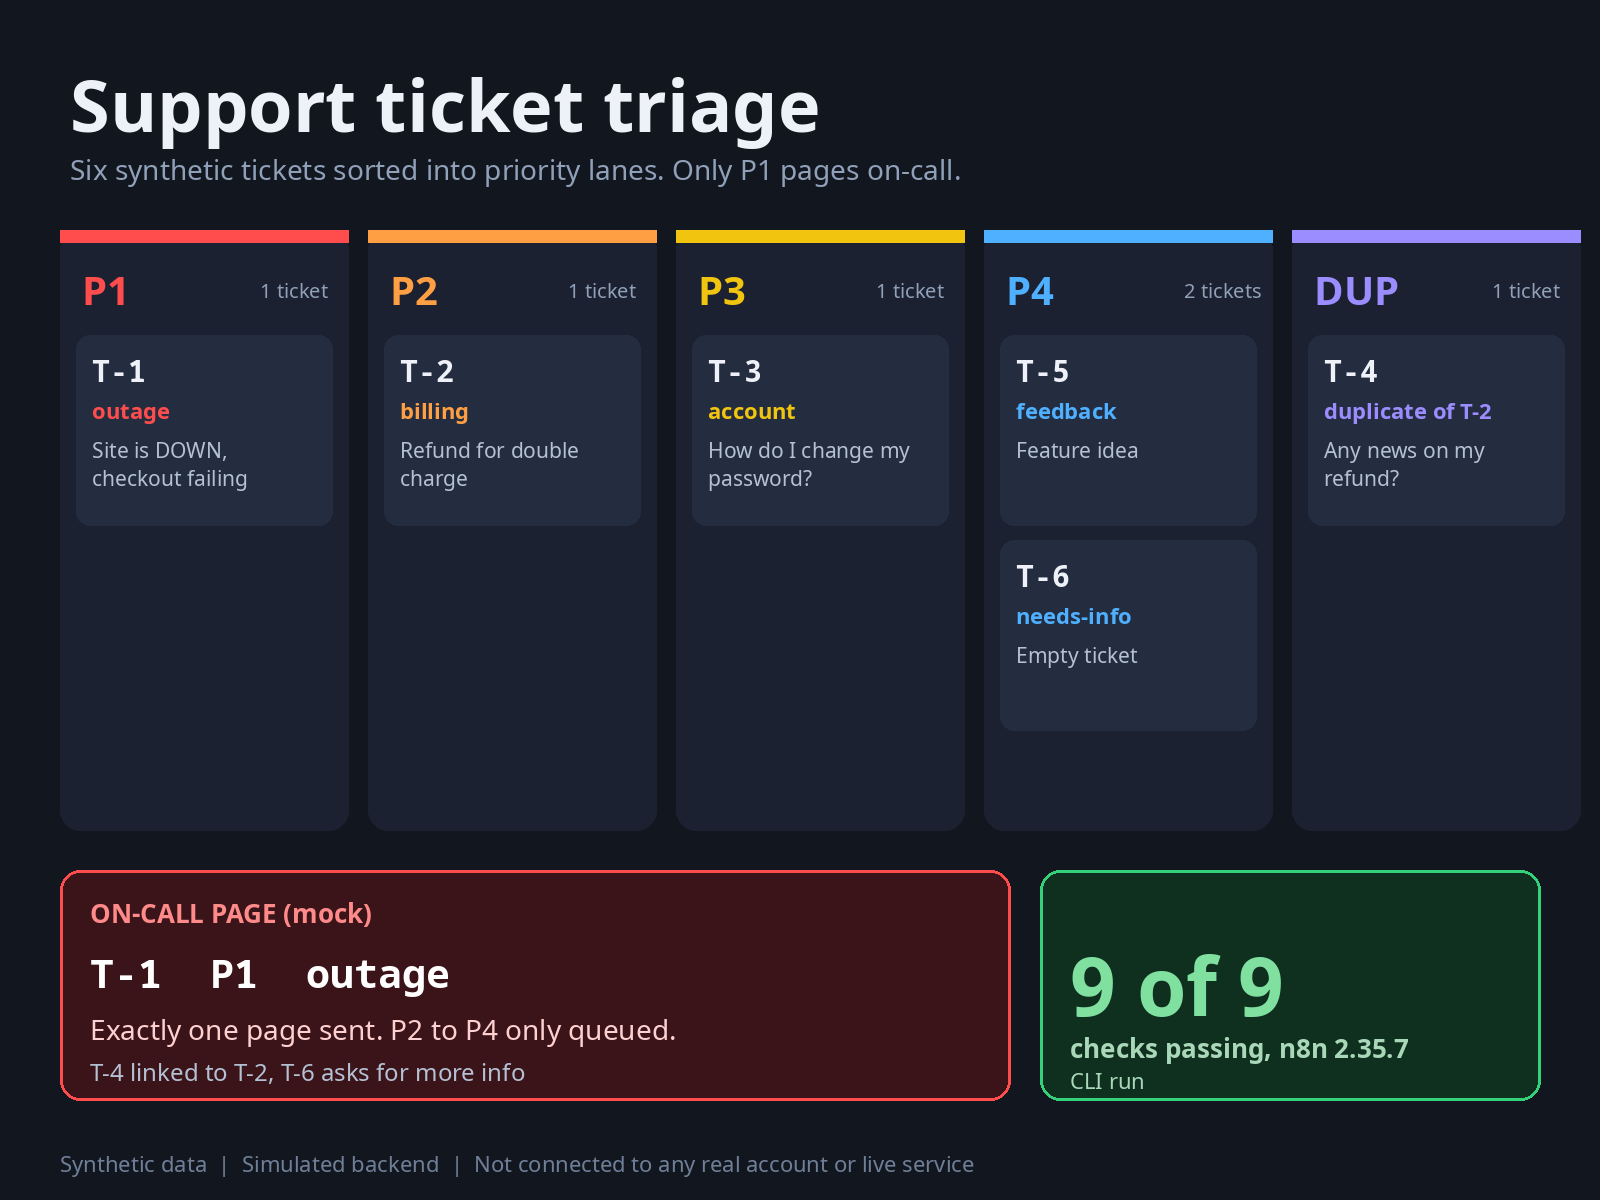 Support ticket triage
Six synthetic tickets sorted into priority lanes. Only P1 pages on-call.
P1 1 ticket
T-1
outage
Site is DOWN,
checkout failing
P2 1 ticket
T-2
billing
Refund for double
charge
P3 1 ticket
T-3
account
How do I change my
password?
P4 2 tickets
T-5
feedback
Feature idea
T-6
needs-info
Empty ticket
DUP 1 ticket
T-4
duplicate of T-2
Any news on my
refund?
ON-CALL PAGE (mock)
T-1 P1 outage
Exactly one page sent. P2 to P4 only queued.
T-4 linked to T-2, T-6 asks for more info
9 of 9
checks passing, n8n 2.35.7
CLI run
Synthetic data | Simulated backend | Not connected to any real account or live service